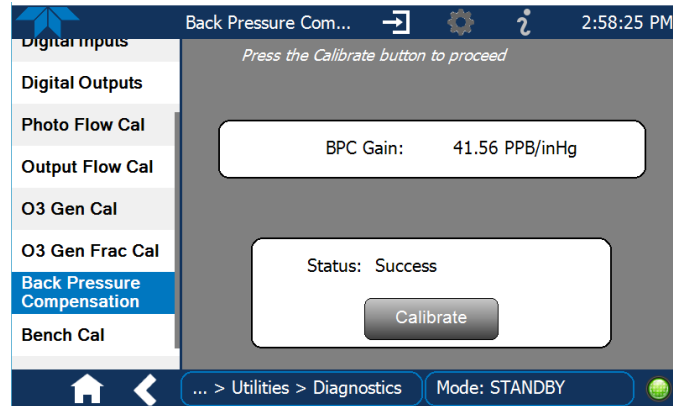 Back Pressure Com...
2:58:25 PM
Digital Inputs
Digital Outputs
Photo Flow Cal
Output Flow Cal
O3 Gen Cal
O3 Gen Frac Cal
Back Pressure
Compensation
Bench Cal
Press the Calibrate button to proceed
BPC Gain: 41.56 PPB/inHg
Status: Success
Calibrate
... > Utilities > Diagnostics
Mode: STANDBY